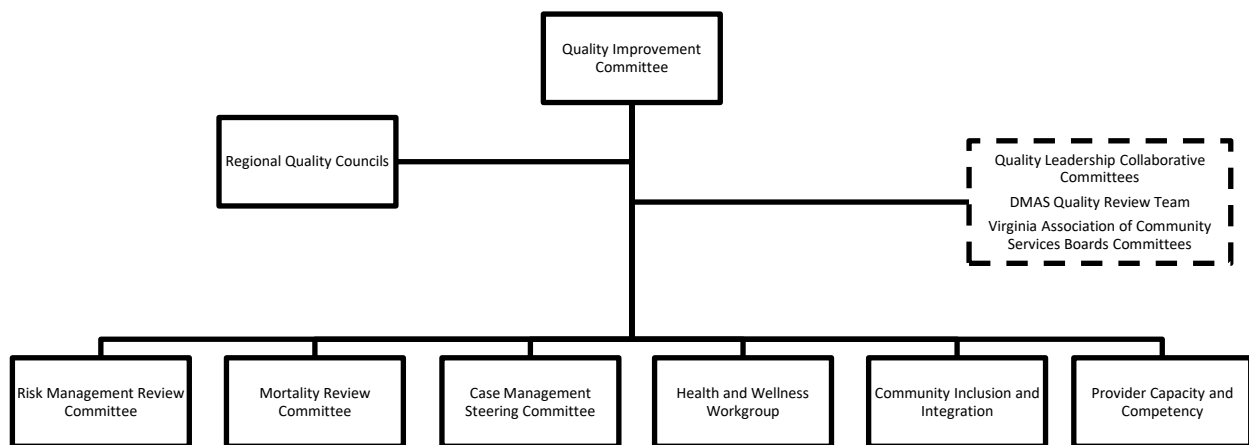 Quality Improvement
Committee
Regional Quality Councils
Quality Leadership Collaborative
Committees
DMAS Quality Review Team
Virginia Association of Community
Services Boards Committees
Risk Management Review
Committee
Mortality Review
Committee
Case Management
Steering Committee
Health and Wellness
Workgroup
Community Inclusion and
Integration
Provider Capacity and
Competency